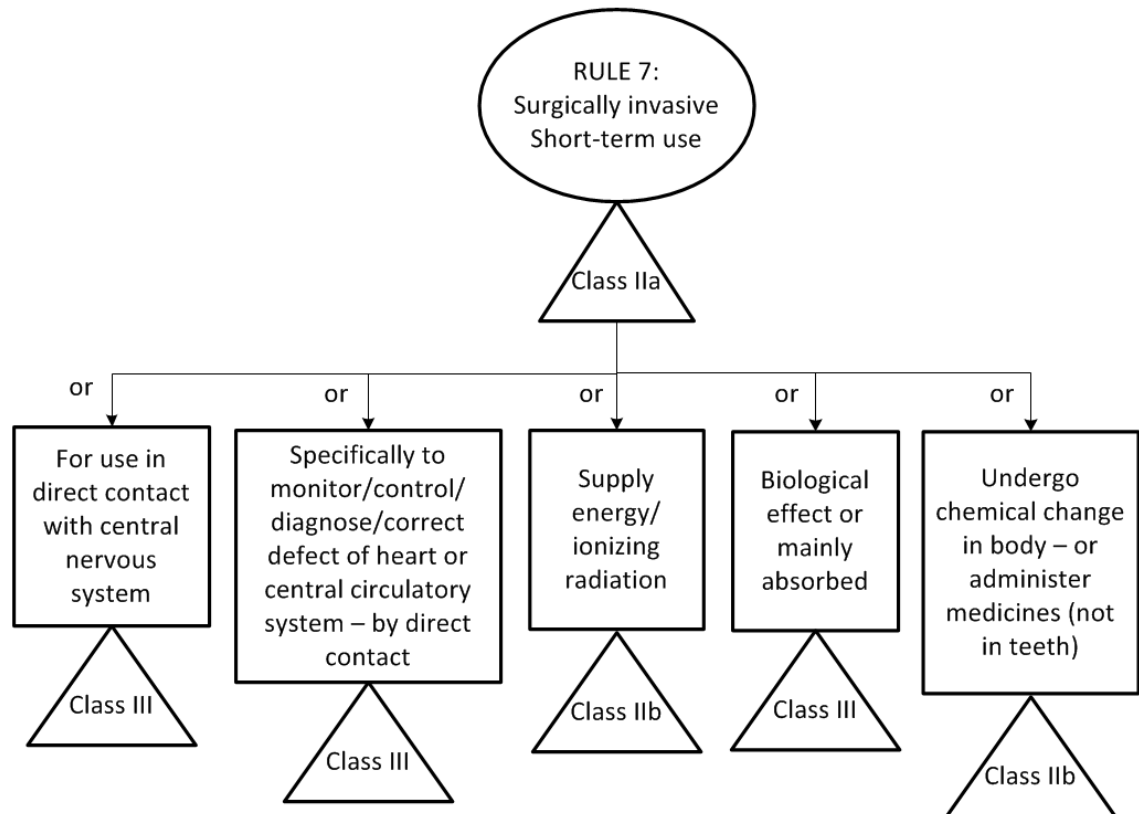 RULE 7:
Surgically invasive
Short-term use
Class IIa
or
or
or
or
or
For use in
direct contact
with central
nervous
system
Class III
Specifically to
monitor/control/
diagnose/correct
defect of heart or
central circulatory
system – by direct
contact
Class III
Supply
energy/
ionizing
radiation
Class IIb
Biological
effect or
mainly
absorbed
Class III
Undergo
chemical change
in body – or
administer
medicines (not
in teeth)
Class IIb